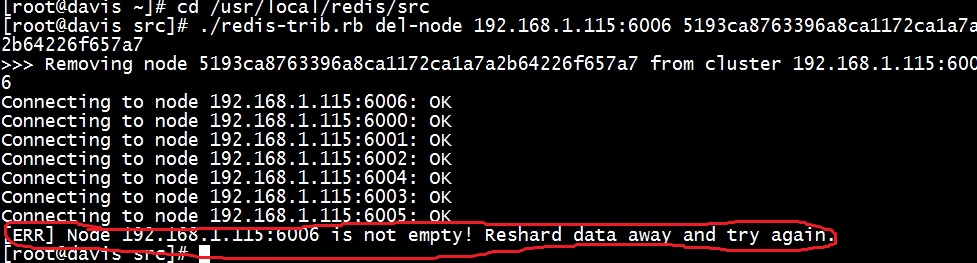 [root@davis ~]# cd /usr/local/redis/src
[root@davis src]# ./redis-trib.rb del-node 192.168.1.115:6006 5193ca8763396a8ca1172ca1a7a
2b64226f657a7
>>> Removing node 5193ca8763396a8ca1172ca1a7a2b64226f657a7 from cluster 192.168.1.115:600
6
Connecting to node 192.168.1.115:6006: OK
Connecting to node 192.168.1.115:6000: OK
Connecting to node 192.168.1.115:6001: OK
Connecting to node 192.168.1.115:6002: OK
Connecting to node 192.168.1.115:6004: OK
Connecting to node 192.168.1.115:6003: OK
Connecting to node 192.168.1.115:6005: OK
[ERR] Node 192.168.1.115:6006 is not empty! Reshard data away and try again.
[root@davis src]#